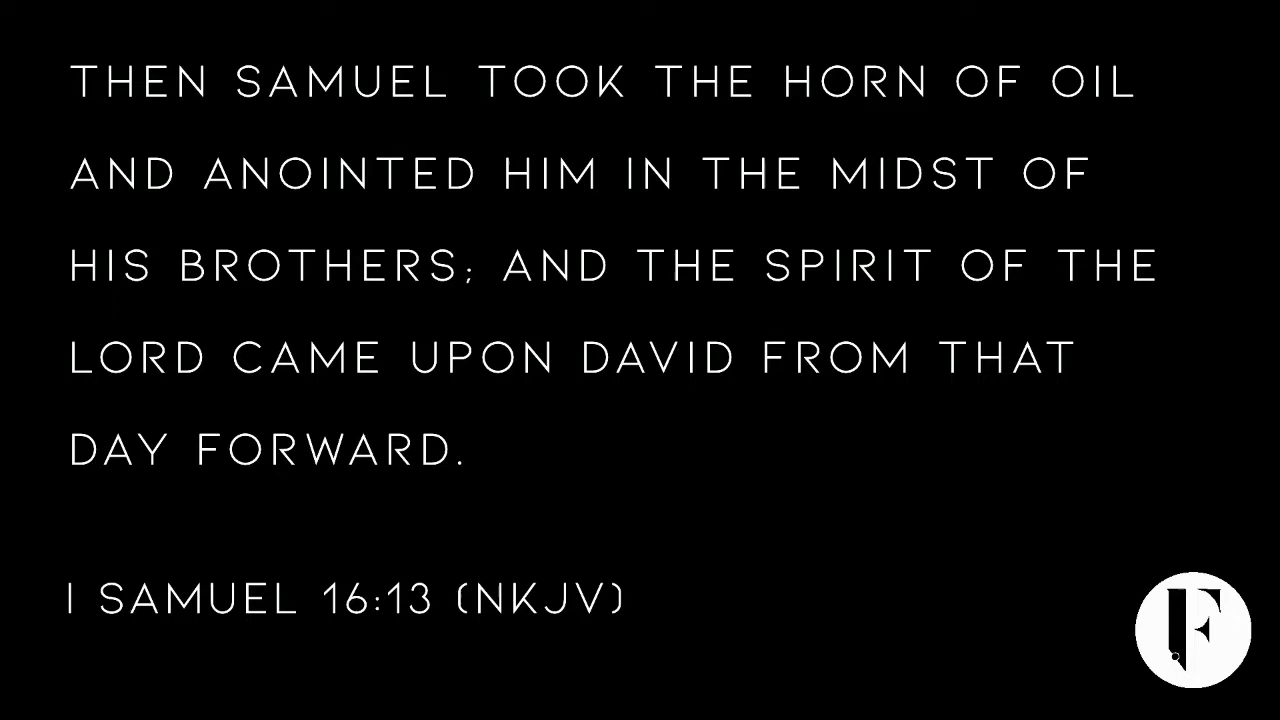 THEN SAMUEL TOOK THE HORN OF OIL
AND ANOINTED HIM IN THE MIDST OF
HIS BROTHERS; AND THE SPIRIT OF THE
LORD CAME UPON DAVID FROM THAT
DAY FORWARD.
I SAMUEL 16:13 (NKJV)
F